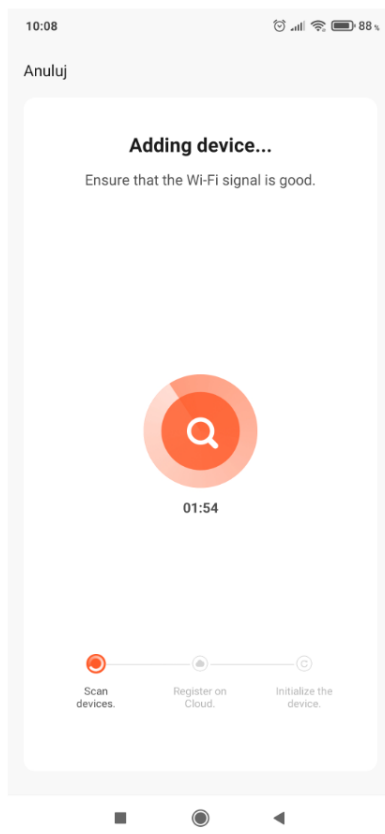 10:08
88 %
Anuluj
Adding device...
Ensure that the Wi-Fi signal is good.
01:54
Scan
devices.
Register on
Cloud.
Initialize the
device.